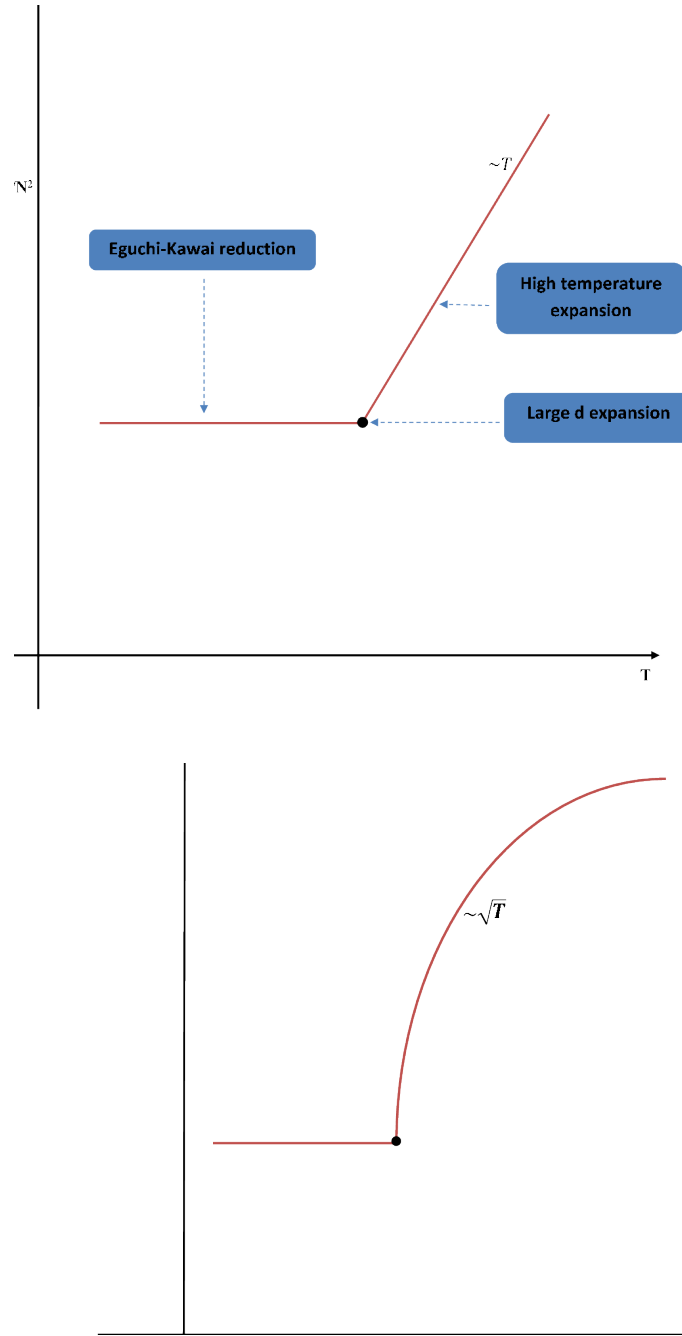 ~T
N²
Eguchi-Kawai reduction
High temperature
expansion
Large d expansion
T
~√T